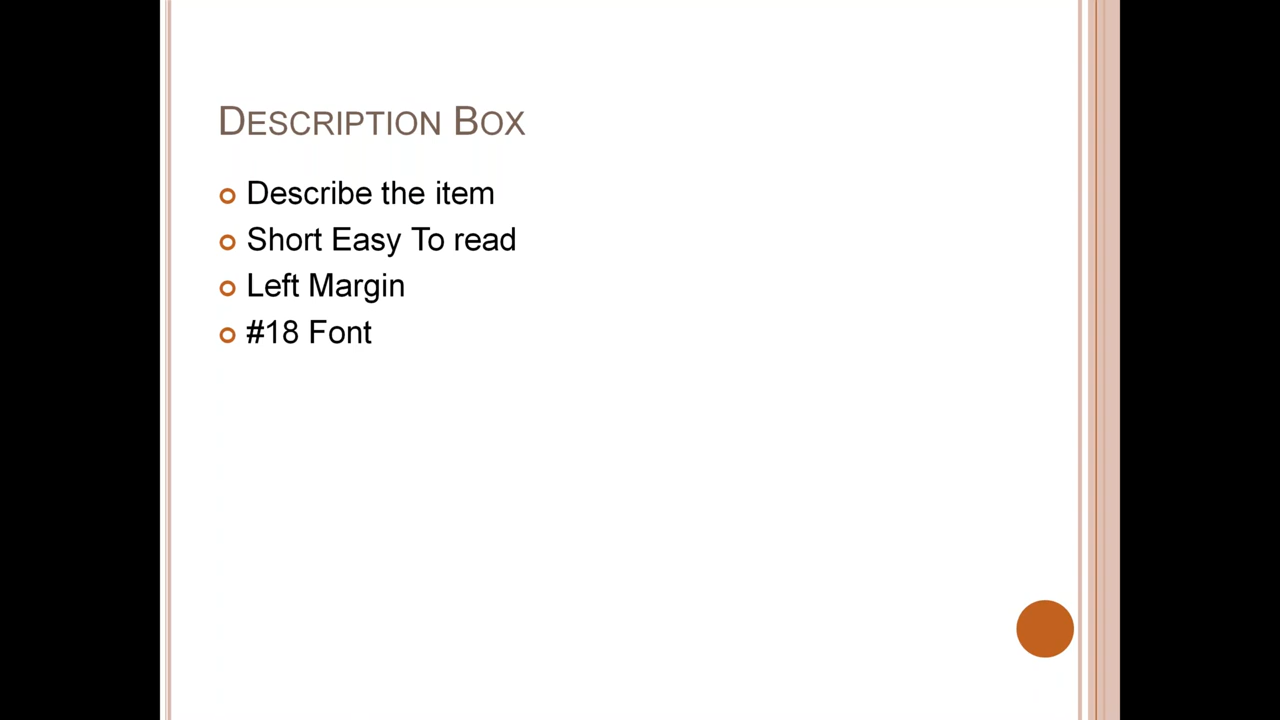 Description Box
Describe the item
Short Easy To read
Left Margin
#18 Font